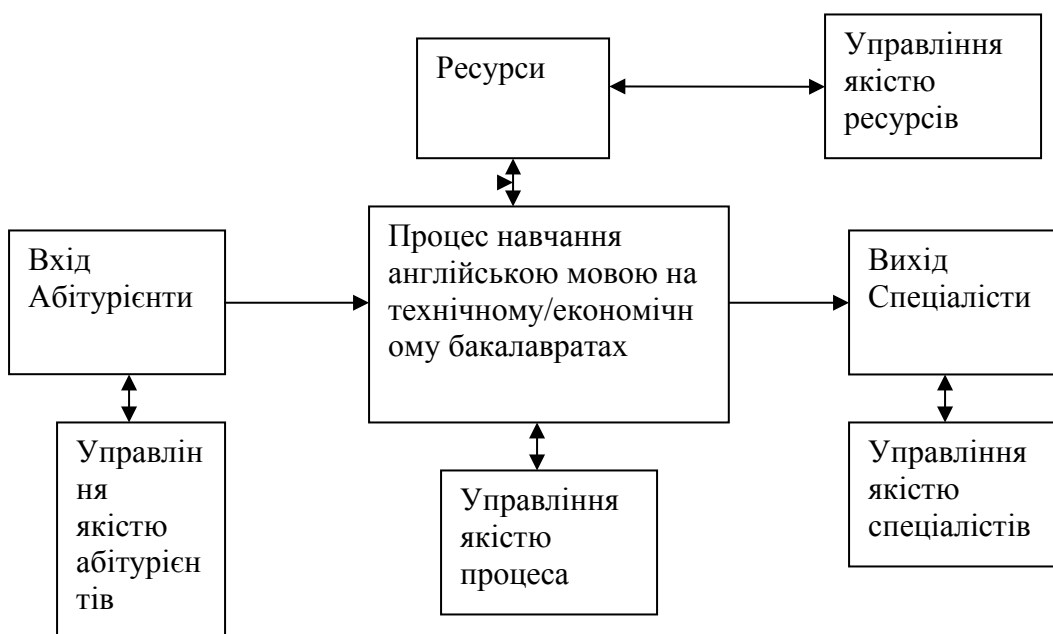 Ресурси
Управління
якістю
ресурсів
Вхід
Абітурієнти
Процес навчання
англійською мовою на
технічному/економічн
ому бакалавратах
Вихід
Спеціалісти
Управлін
ня
якістю
абітурієн
тів
Управління
якістю
процеса
Управління
якістю
спеціалістів